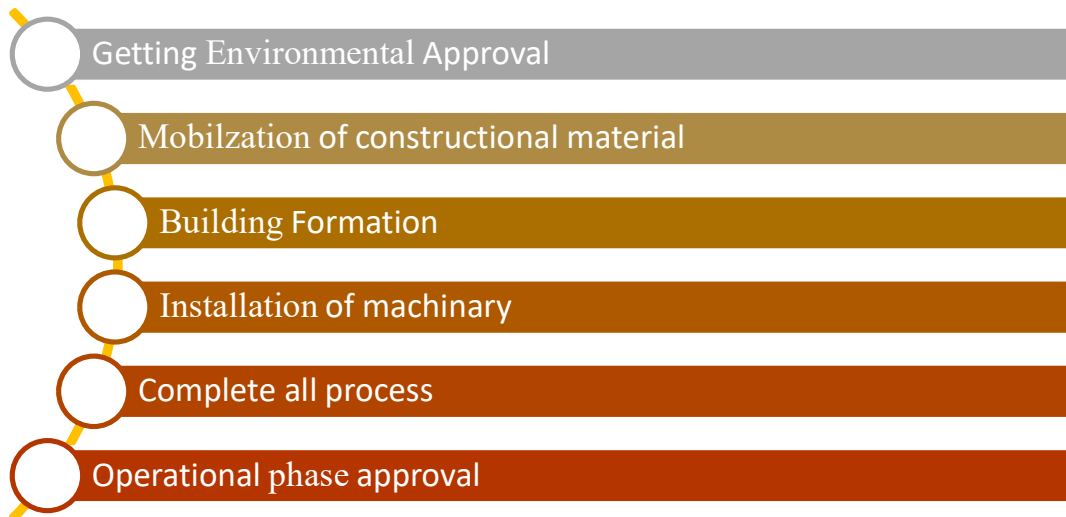 Getting Environmental Approval
Mobilzation of constructional material
Building Formation
Installation of machinary
Complete all process
Operational phase approval